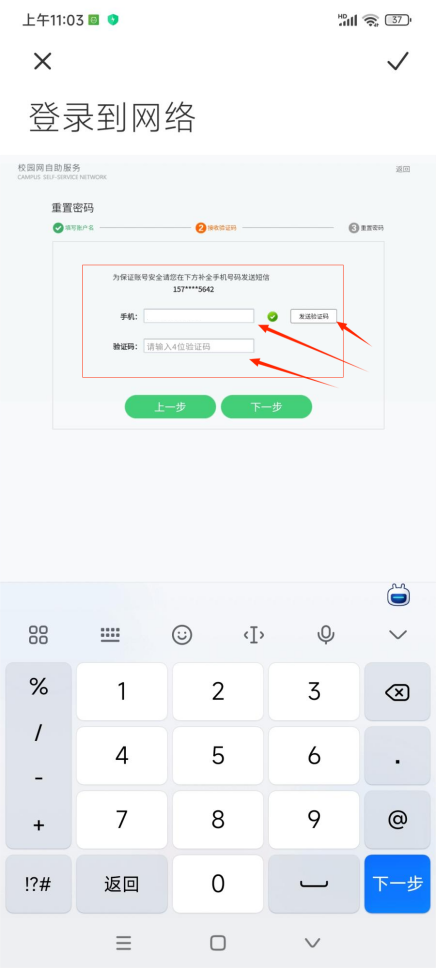 上午11:03
HD
37
登录到网络
校园网自助服务
CAMPUS SELF-SERVICE NETWORK
返回
重置密码
填写账户名
2 接收验证码
3 重置密码
为保证账号安全请您在下方补全手机号码发送短信
157****5642
手机:
发送验证码
验证码: 请输入4位验证码
上一步 下一步
% 1 2 3
/ 4 5 6 .
-
+ 7 8 9 @
!?# 返回 0 下一步